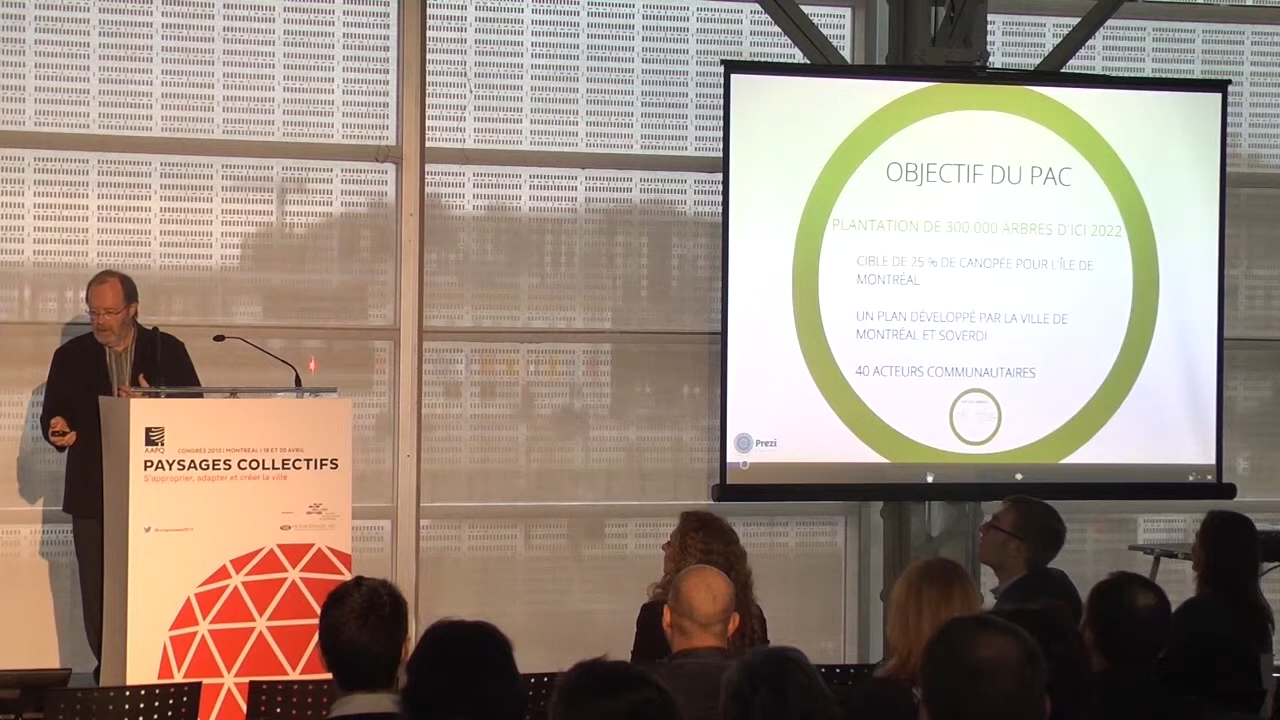 OBJECTIF DU PAC
PLANTATION DE 300 000 ARBRES D'ICI 2022
CIBLE DE 25 % DE CANOPÉE POUR L'ÎLE DE
MONTRÉAL
UN PLAN DÉVELOPPÉ PAR LA VILLE DE
MONTRÉAL ET SOVERDI
40 ACTEURS COMMUNAUTAIRES
Prezi
AAPQ
CONGRÈS 2015 | MONTRÉAL | 19 ET 20 AVRIL
PAYSAGES COLLECTIFS
S'approprier, adapter et créer la ville